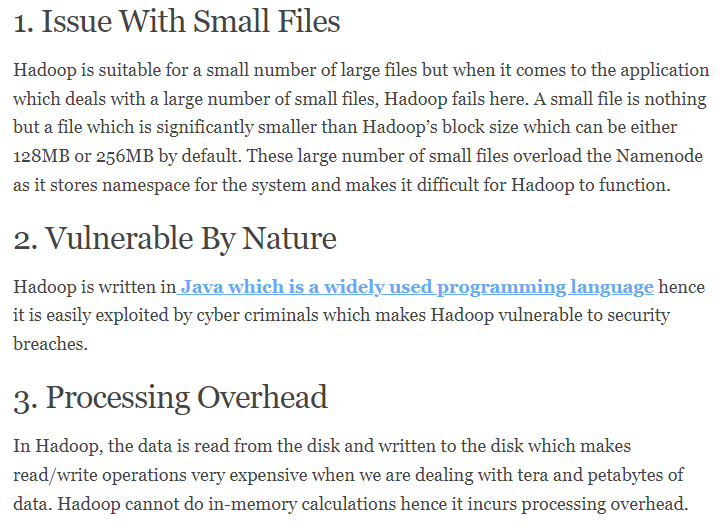 1. Issue With Small Files
Hadoop is suitable for a small number of large files but when it comes to the application
which deals with a large number of small files, Hadoop fails here. A small file is nothing
but a file which is significantly smaller than Hadoop’s block size which can be either
128MB or 256MB by default. These large number of small files overload the Namenode
as it stores namespace for the system and makes it difficult for Hadoop to function.
2. Vulnerable By Nature
Hadoop is written in Java which is a widely used programming language hence
it is easily exploited by cyber criminals which makes Hadoop vulnerable to security
breaches.
3. Processing Overhead
In Hadoop, the data is read from the disk and written to the disk which makes
read/write operations very expensive when we are dealing with tera and petabytes of
data. Hadoop cannot do in-memory calculations hence it incurs processing overhead.